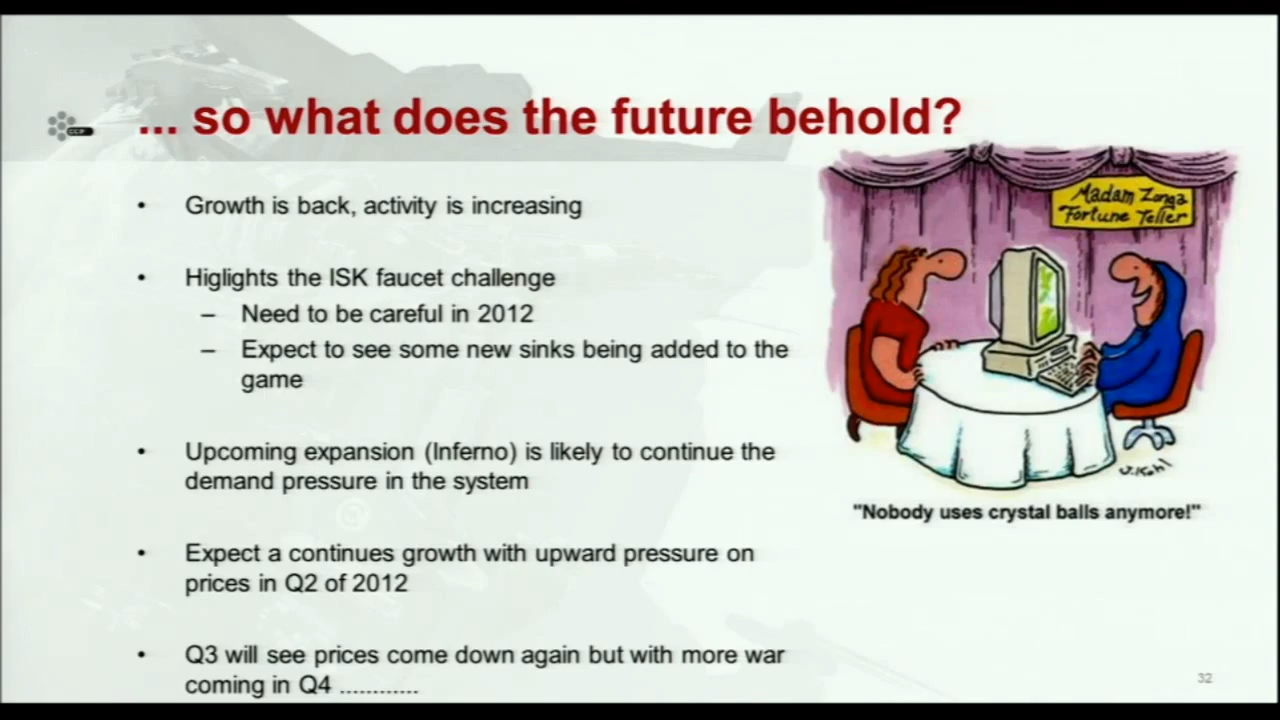 CCP
... so what does the future behold?
• Growth is back, activity is increasing
• Higlights the ISK faucet challenge
– Need to be careful in 2012
– Expect to see some new sinks being added to the
game
• Upcoming expansion (Inferno) is likely to continue the
demand pressure in the system
• Expect a continues growth with upward pressure on
prices in Q2 of 2012
• Q3 will see prices come down again but with more war
coming in Q4 ............
Madam Zonga
Fortune Teller
J.Kohl
"Nobody uses crystal balls anymore!"
32